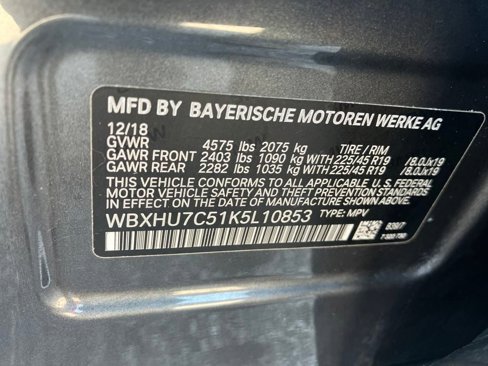 MFD BY BAYERISCHE MOTOREN WERKE AG
12/18
GVWR 4575 lbs 2075 kg TIRE / RIM
GAWR FRONT 2403 lbs 1090 kg WITH 225/45 R19 /8.0Jx19
GAWR REAR 2282 lbs 1035 kg WITH 225/45 R19 /8.0Jx19
THIS VEHICLE CONFORMS TO ALL APPLICABLE U.S. FEDERAL
MOTOR VEHICLE SAFETY AND THEFT PREVENTION STANDARDS
IN EFFECT ON THE DATE OF MANUFACTURE SHOWN ABOVE.
WBXHU7C51K5L10853 TYPE: MPV